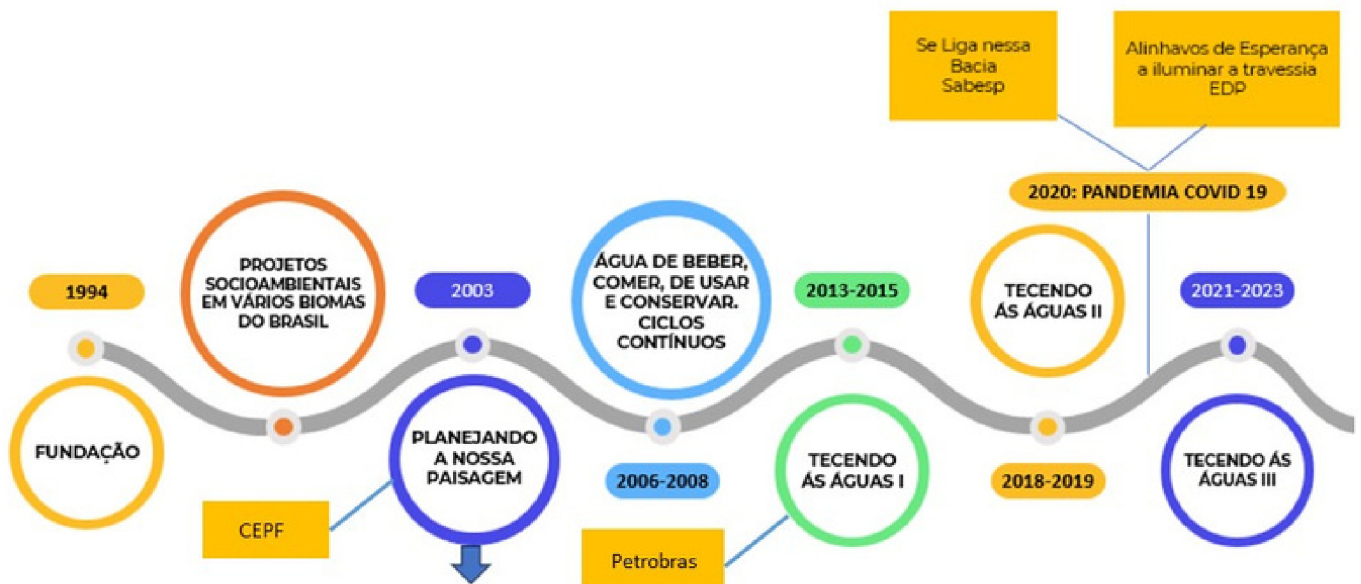 Se Liga nessa
Bacia
Sabesp
Alinhavos de Esperança
a iluminar a travessia
EDP
2020: PANDEMIA COVID 19
1994
FUNDAÇÃO
PROJETOS
SOCIOAMBIENTAIS
EM VÁRIOS BIOMAS
DO BRASIL
2003
PLANEJANDO
A NOSSA
PAISAGEM
CEPF
ÁGUA DE BEBER,
COMER, DE USAR
E CONSERVAR.
CICLOS
CONTÍNUOS
2006-2008
2013-2015
TECENDO
ÁS ÁGUAS I
Petrobras
TECENDO
ÁS ÁGUAS II
2018-2019
2021-2023
TECENDO ÁS
ÁGUAS III